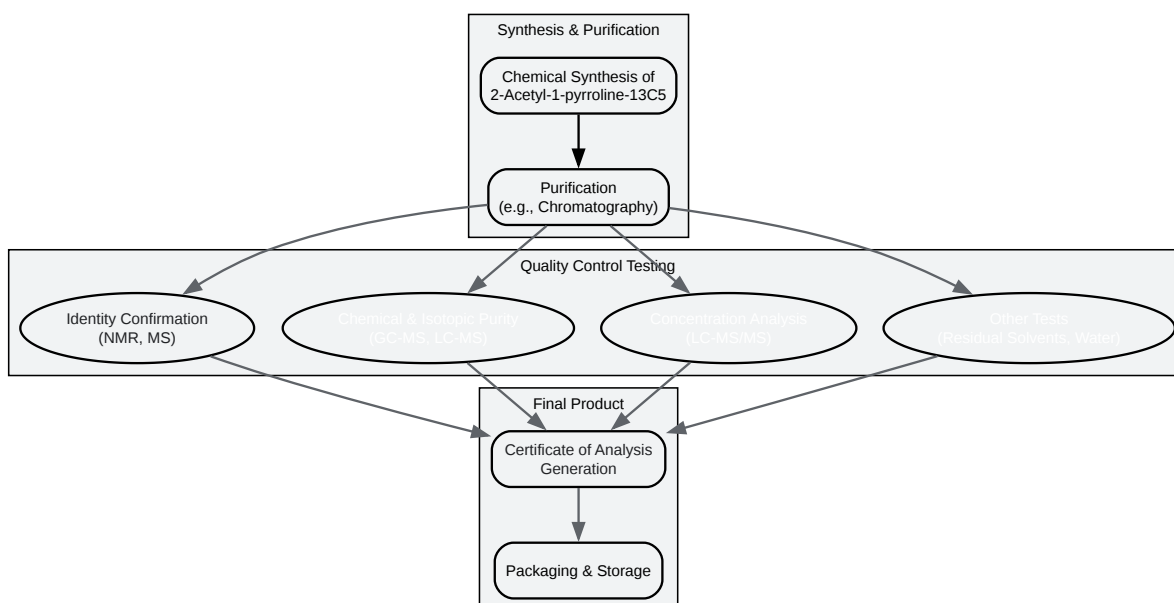 Synthesis & Purification
Chemical Synthesis of
2-Acetyl-1-pyrroline-13C5
Purification
(e.g., Chromatography)
Quality Control Testing
Identity Confirmation
(NMR, MS)
Chemical & Isotopic Purity
(GC-MS, LC-MS)
Concentration Analysis
(LC-MS/MS)
Other Tests
(Residual Solvents, Water)
Final Product
Certificate of Analysis
Generation
Packaging & Storage